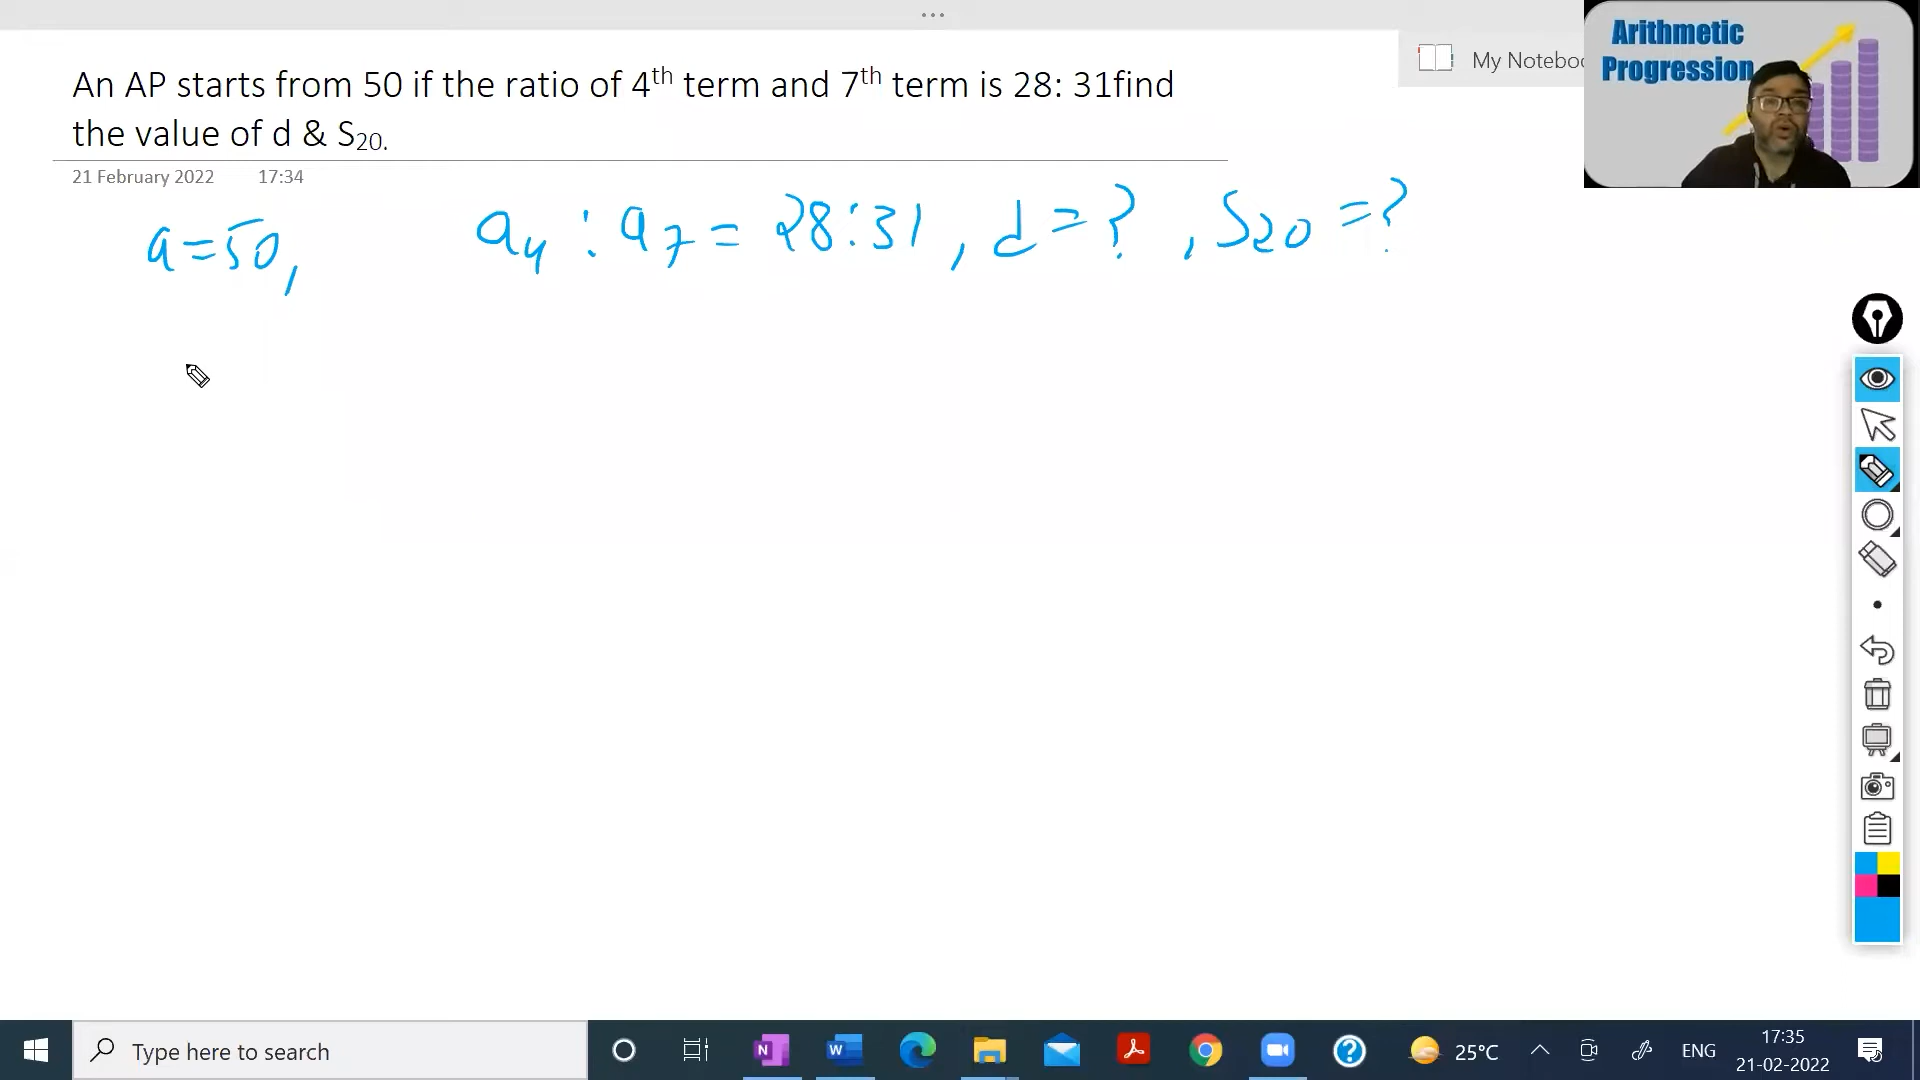 An AP starts from 50 if the ratio of 4th term and 7th term is 28: 31find
the value of d & S20.
21 February 2022 17:34
a=50, a4 : a7 = 28:31, d=?, S20=?
My Noteboo
Arithmetic
Progression
Type here to search
25°C
ENG
17:35
21-02-2022